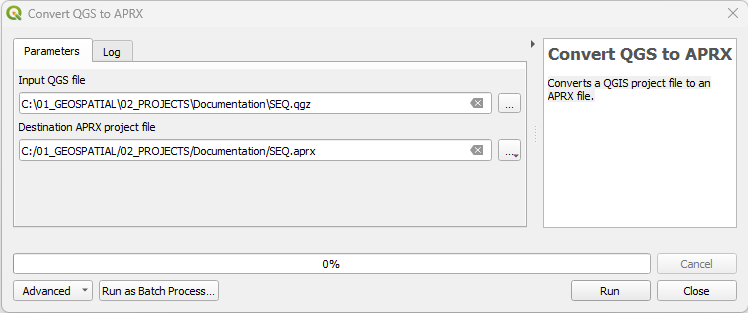 Convert QGS to APRX
Parameters
Log
Input QGS file
C:\01_GEOSPATIAL\02_PROJECTS\Documentation\SEQ.qgz
...
Destination APRX project file
C:/01_GEOSPATIAL/02_PROJECTS/Documentation/SEQ.aprx
...
Convert QGS to APRX
Converts a QGIS project file to an
APRX file.
0%
Cancel
Advanced
Run as Batch Process...
Run
Close